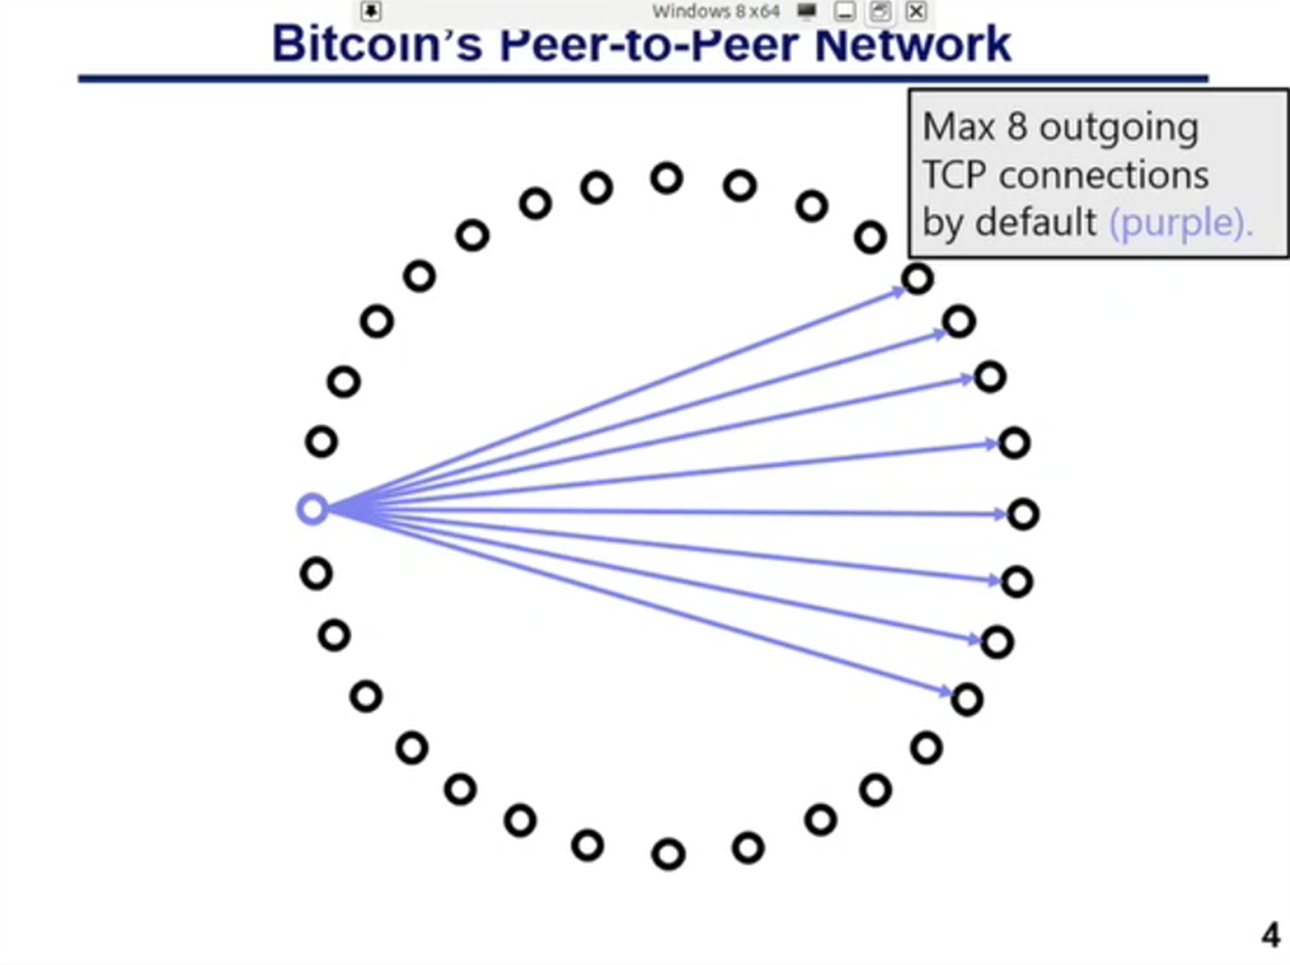 Windows 8 x64
Bitcoin's Peer-to-Peer Network
Max 8 outgoing
TCP connections
by default (purple).
4